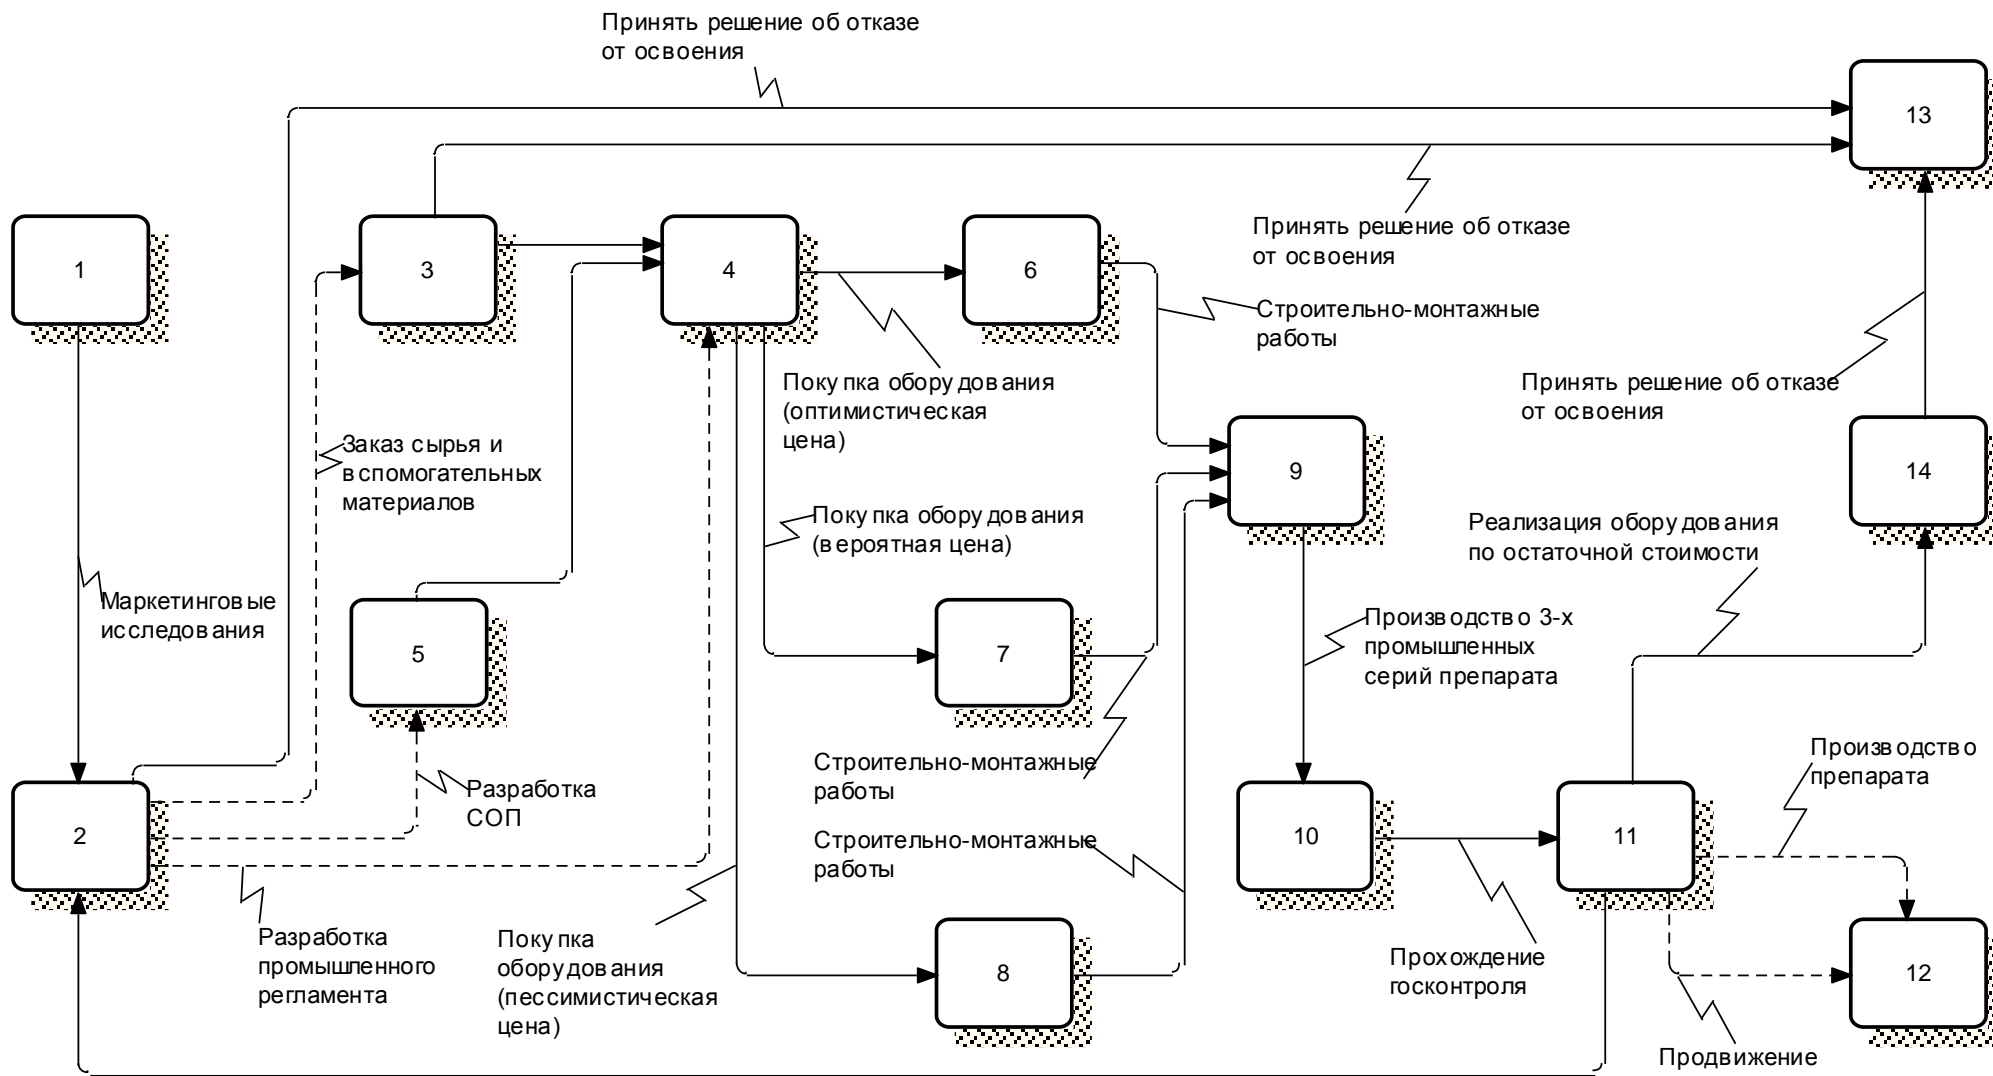 Принять решение об отказе
от освоения
13
1
3
4
6
Принять решение об отказе
от освоения
Строительно-монтажные
работы
Покупка оборудования
(оптимистическая
цена)
Принять решение об отказе
от освоения
Заказ сырья и
вспомогательных
материалов
9
14
Покупка оборудования
(вероятная цена)
Реализация оборудования
по остаточной стоимости
Маркетинговые
исследования
5
7
Производство 3-х
промышленных
серий препарата
Строительно-монтажные
работы
Производство
препарата
Разработка
СОП
2
Строительно-монтажные
работы
10
11
Разработка
промышленного
регламента
Покупка
оборудования
(пессимистическая
цена)
8
Прохождение
госконтроля
12
Продвижение